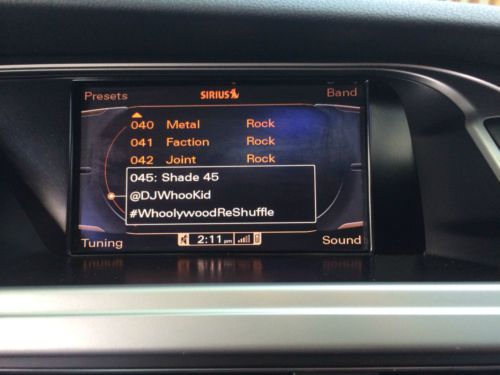 Presets SIRIUS Band
040 Metal Rock
041 Faction Rock
042 Joint Rock
045: Shade 45
@DJWhooKid
#WhoolywoodReShuffle
Tuning 2:11 pm Sound